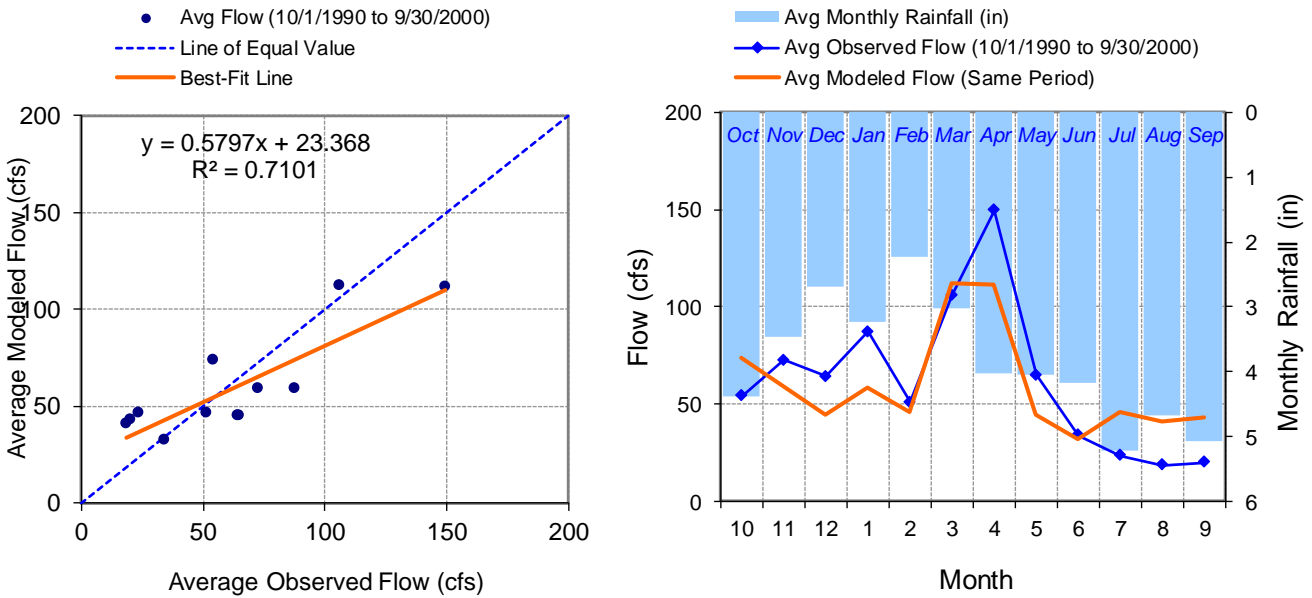 Avg Flow (10/1/1990 to 9/30/2000)
Line of Equal Value
Best-Fit Line
200
150
100
50
0
y = 0.5797x + 23.368
R² = 0.7101
Average Modeled Flow (cfs)
0 50 100 150 200
Average Observed Flow (cfs)
Avg Monthly Rainfall (in)
Avg Observed Flow (10/1/1990 to 9/30/2000)
Avg Modeled Flow (Same Period)
200
150
100
50
0
Flow (cfs)
Oct Nov Dec Jan Feb Mar Apr May Jun Jul Aug Sep
0
1
2
3
4
5
6
Monthly Rainfall (in)
10 11 12 1 2 3 4 5 6 7 8 9
Month